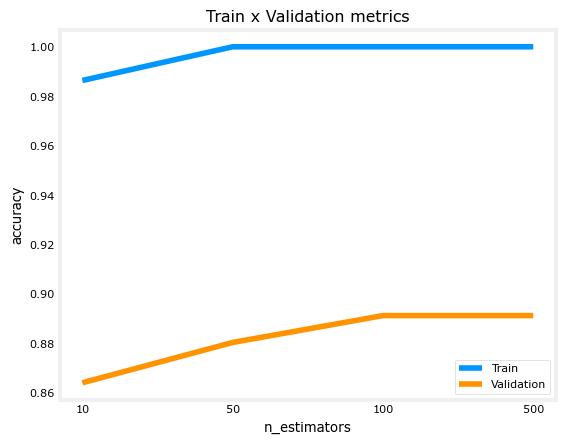 Train x Validation metrics
1.00
0.98
0.96
0.94
0.92
0.90
0.88
0.86
accuracy
10 50 100 500
n_estimators
Train
Validation